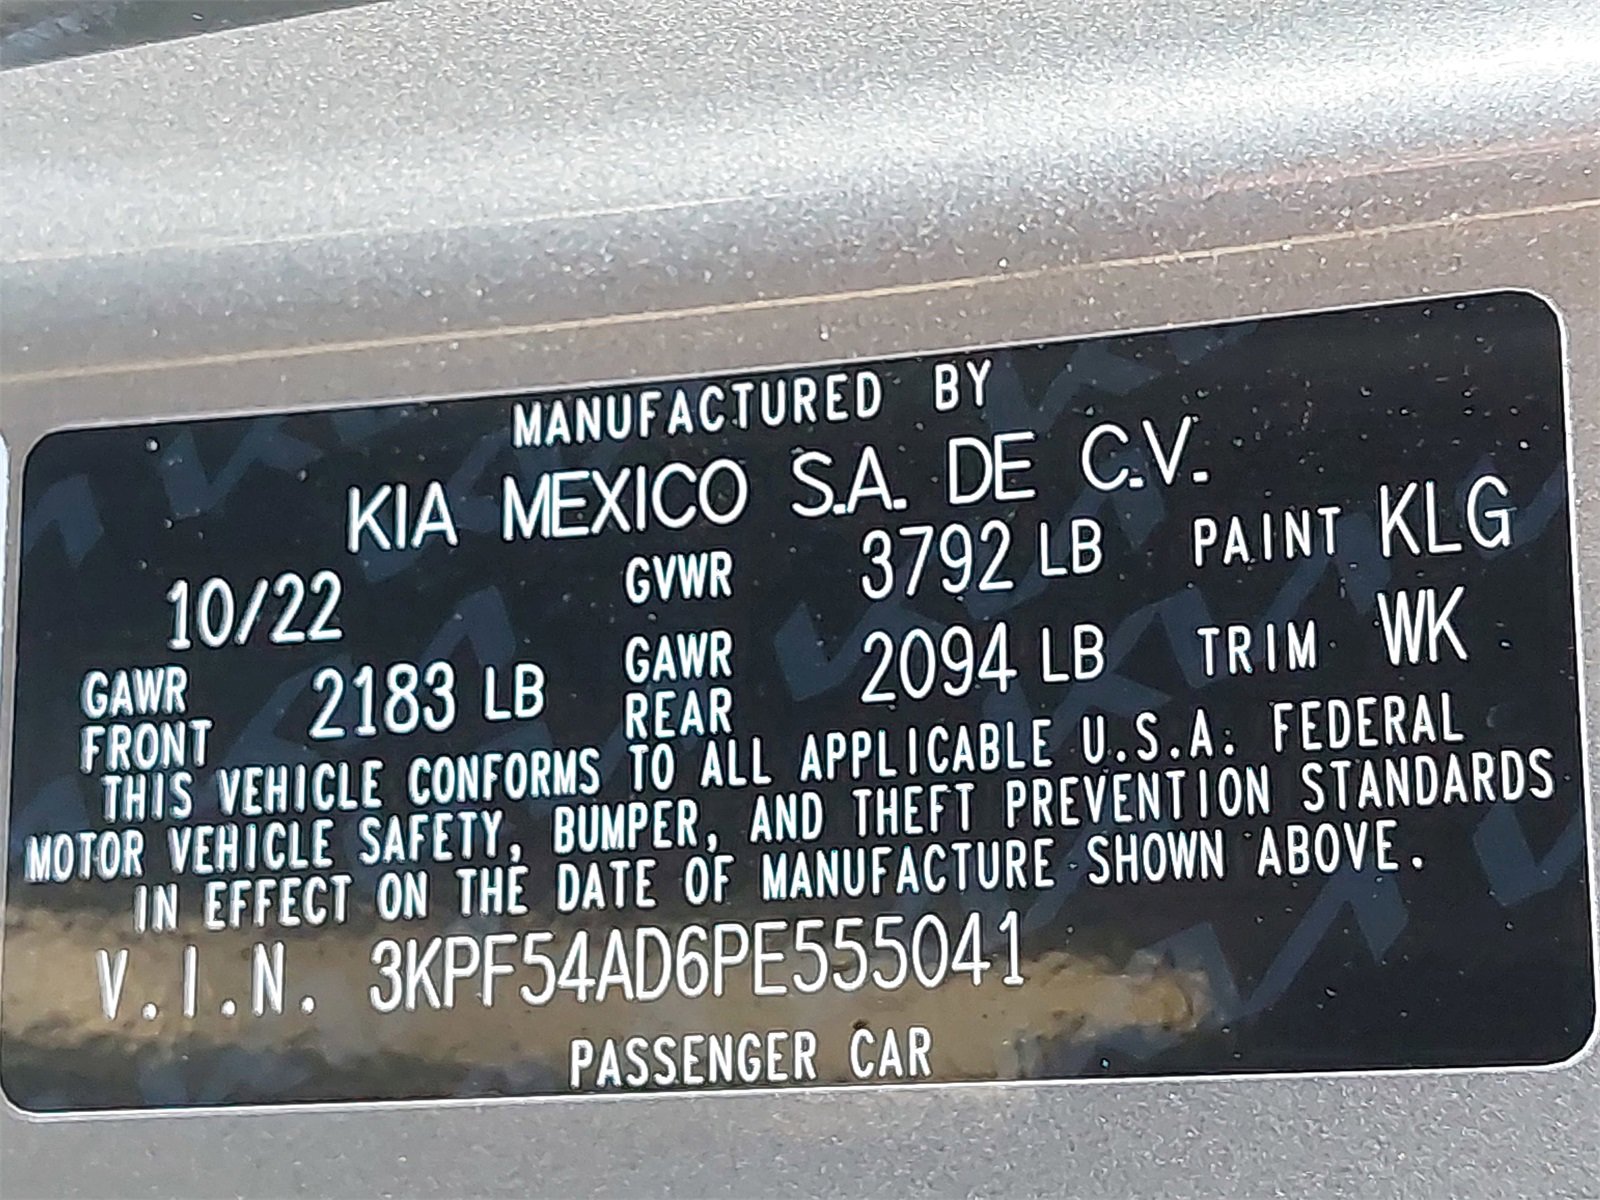 MANUFACTURED BY
KIA MEXICO S.A. DE C.V.
10/22 GVWR 3792 LB PAINT KLG
GAWR FRONT 2183 LB GAWR REAR 2094 LB TRIM WK
THIS VEHICLE CONFORMS TO ALL APPLICABLE U.S.A. FEDERAL
MOTOR VEHICLE SAFETY, BUMPER, AND THEFT PREVENTION STANDARDS
IN EFFECT ON THE DATE OF MANUFACTURE SHOWN ABOVE.
V.I.N. 3KPF54AD6PE555041
PASSENGER CAR